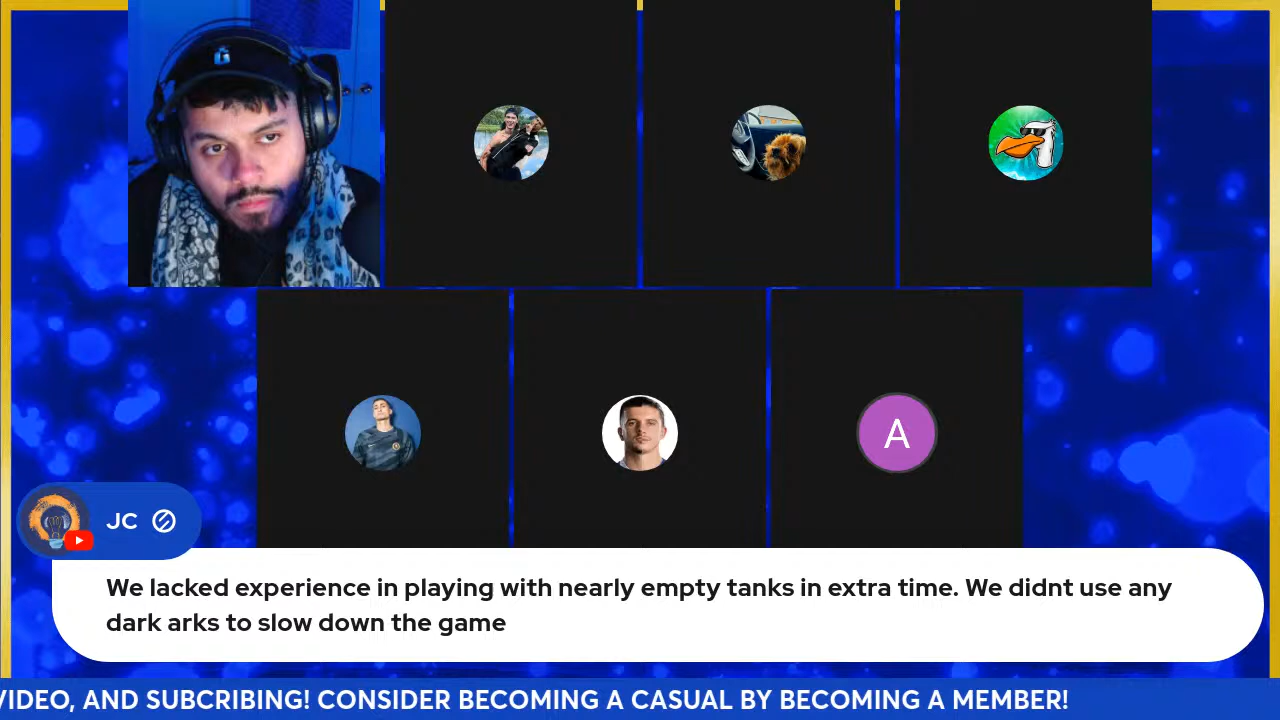 A
JC
We lacked experience in playing with nearly empty tanks in extra time. We didnt use any
dark arks to slow down the game
VIDEO, AND SUBCRIBING! CONSIDER BECOMING A CASUAL BY BECOMING A MEMBER!